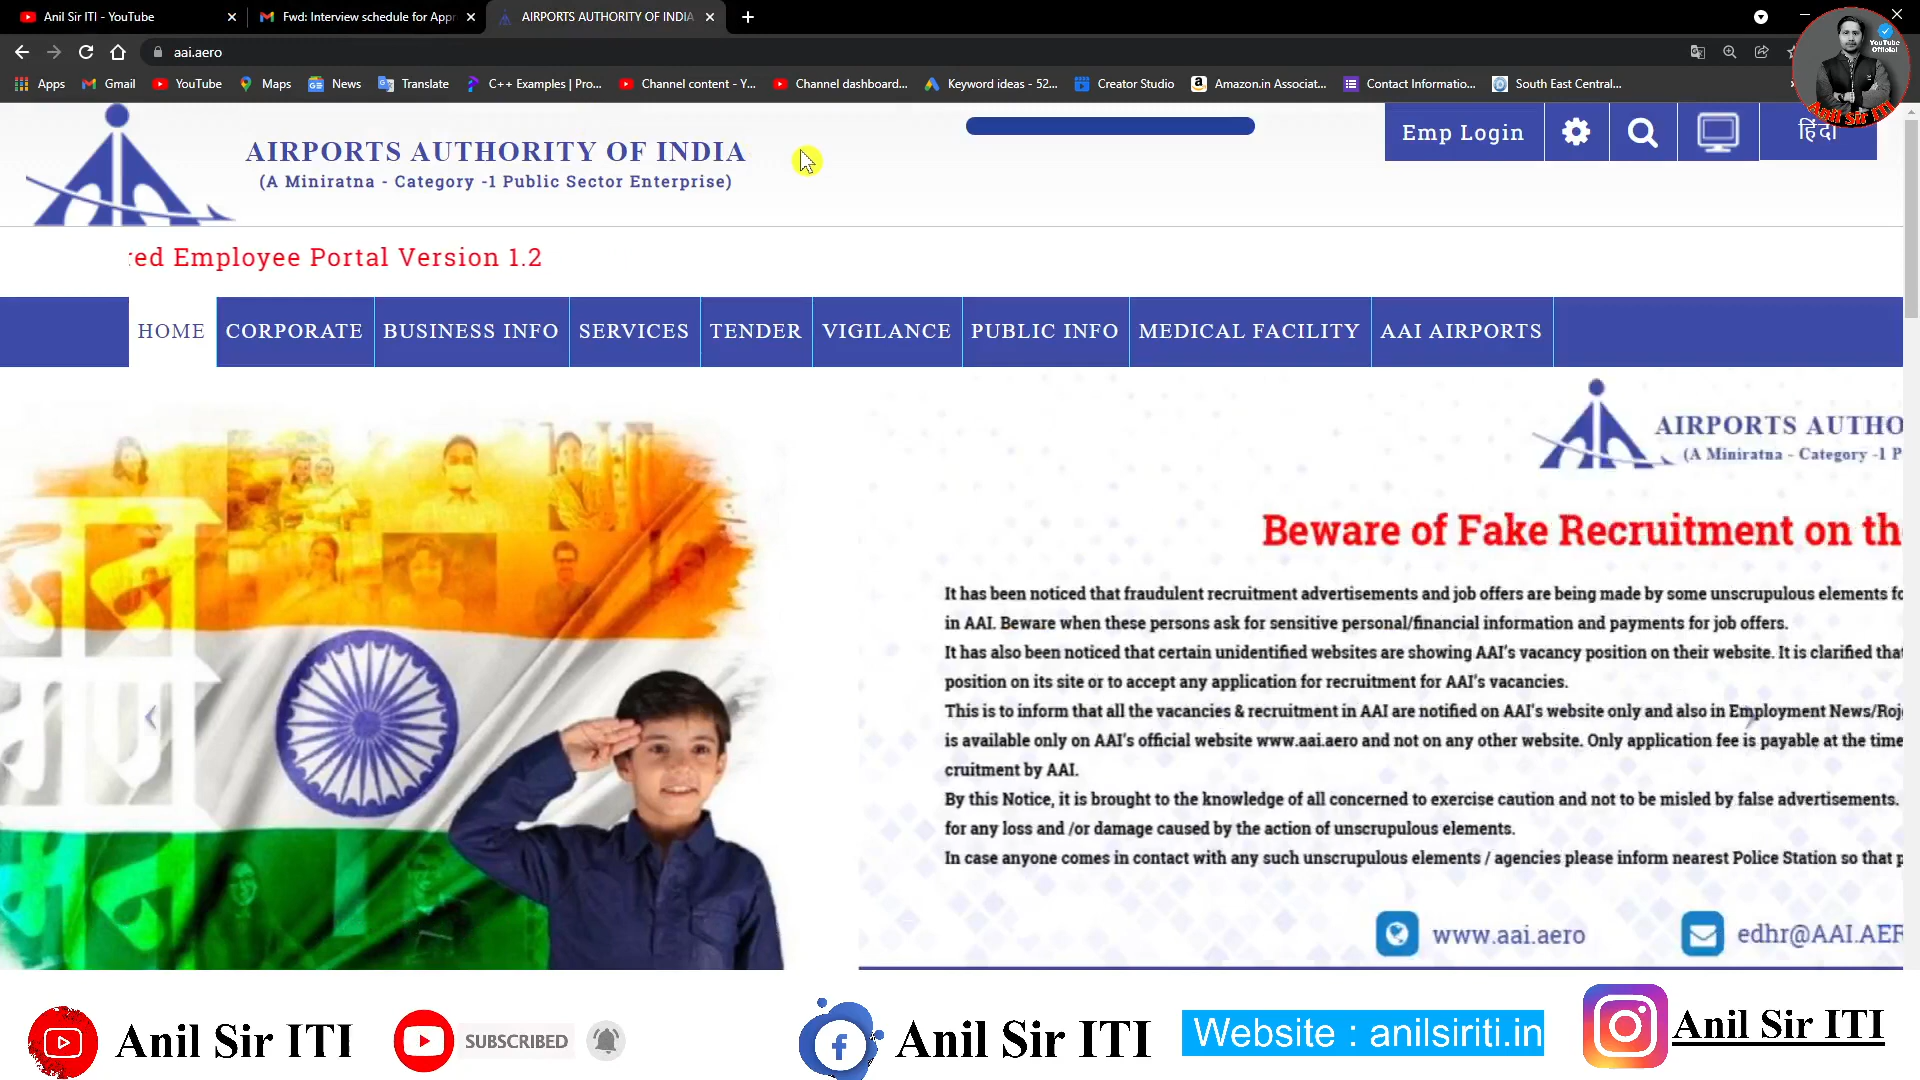 Anil Sir ITI - YouTube
Fwd: Interview schedule for Appr
AIRPORTS AUTHORITY OF INDIA
aai.aero
Apps
Gmail
YouTube
Maps
News
Translate
C++ Examples | Pro...
Channel content - Y...
Channel dashboard...
Keyword ideas - 52...
Creator Studio
Amazon.in Associat...
Contact Informatio...
South East Central...
YouTube
Official
Anil Sir ITI
AIRPORTS AUTHORITY OF INDIA
(A Miniratna - Category -1 Public Sector Enterprise)
Emp Login
हिंदी
red Employee Portal Version 1.2
HOME
CORPORATE
BUSINESS INFO
SERVICES
TENDER
VIGILANCE
PUBLIC INFO
MEDICAL FACILITY
AAI AIRPORTS
AIRPORTS AUTHO
(A Miniratna - Category -1 P
Beware of Fake Recruitment on th
It has been noticed that fraudulent recruitment advertisements and job offers are being made by some unscrupulous elements fo
in AAI. Beware when these persons ask for sensitive personal/financial information and payments for job offers.
It has also been noticed that certain unidentified websites are showing AAI's vacancy position on their website. It is clarified that
position on its site or to accept any application for recruitment for AAI's vacancies.
This is to inform that all the vacancies & recruitment in AAI are notified on AAI's website only and also in Employment News/Roj
is available only on AAI's official website www.aai.aero and not on any other website. Only application fee is payable at the time
cruitment by AAI.
By this Notice, it is brought to the knowledge of all concerned to exercise caution and not to be misled by false advertisements.
for any loss and /or damage caused by the action of unscrupulous elements.
In case anyone comes in contact with any such unscrupulous elements / agencies please inform nearest Police Station so that p
www.aai.aero
edhr@AAI.AER
Anil Sir ITI
SUBSCRIBED
Anil Sir ITI
Website : anilsiriti.in
Anil Sir ITI